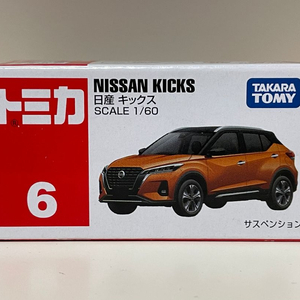 トミカ
6
NISSAN KICKS
日産 キックス
SCALE 1/60
TAKARA
TOMY
サスペンション